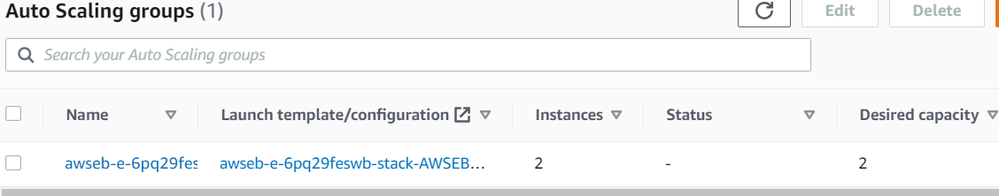 Auto Scaling groups (1)
Edit
Delete
Search your Auto Scaling groups
Name Launch template/configuration Instances Status Desired capacity
awseb-e-6pq29fes awseb-e-6pq29feswb-stack-AWSEB... 2 - 2